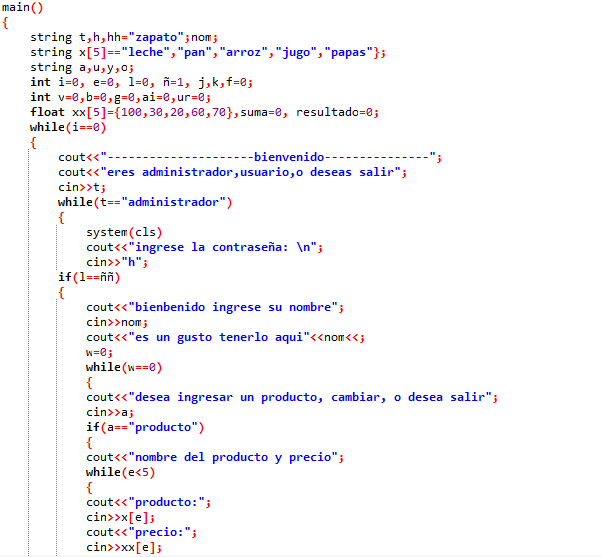 main()
{
string t,h,hh="zapato";nom;
string x[5]=="leche","pan","arroz","jugo","papas"};
string a,u,y,o;
int i=0, e=0, l=0, ñ=1, j,k,f=0;
int v=0,b=0,g=0,ai=0,ur=0;
float xx[5]={100,30,20,60,70},suma=0, resultado=0;
while(i==0)
{
cout<<"---------------------bienvenido---------------";
cout<<"eres administrador,usuario,o deseas salir";
cin>>t;
while(t=="administrador")
{
system(cls)
cout<<"ingrese la contraseña: \n";
cin>>"h";
if(l==ññ)
{
cout<<"bienbenido ingrese su nombre";
cin>>nom;
cout<<"es un gusto tenerlo aqui"<<nom<<;
w=0;
while(w==0)
{
cout<<"desea ingresar un producto, cambiar, o desea salir";
cin>>a;
if(a=="producto")
{
cout<<"nombre del producto y precio";
while(e<5)
{
cout<<"producto:";
cin>>x[e];
cout<<"precio:";
cin>>xx[e];